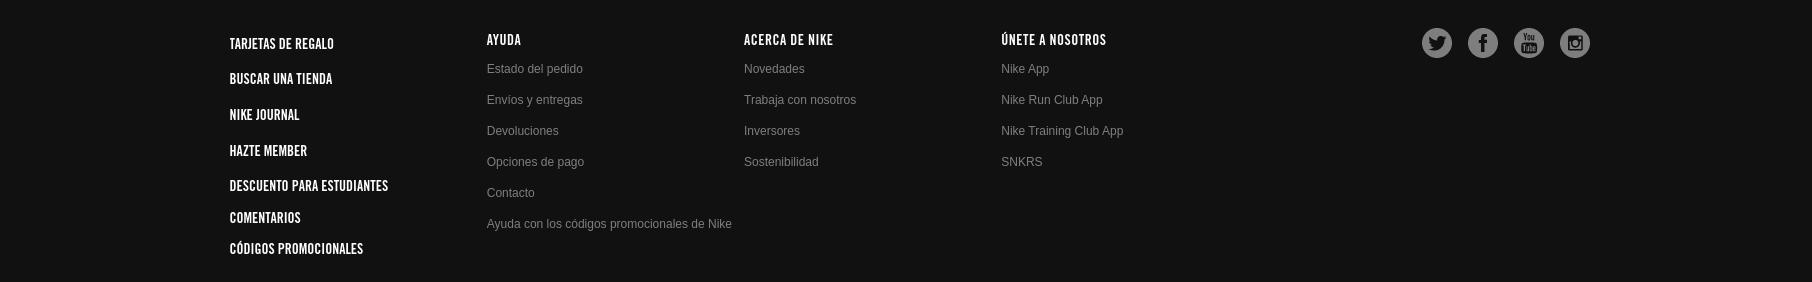 TARJETAS DE REGALO
BUSCAR UNA TIENDA
NIKE JOURNAL
HAZTE MEMBER
DESCUENTO PARA ESTUDIANTES
COMENTARIOS
CÓDIGOS PROMOCIONALES
AYUDA
Estado del pedido
Envíos y entregas
Devoluciones
Opciones de pago
Contacto
Ayuda con los códigos promocionales de Nike
ACERCA DE NIKE
Novedades
Trabaja con nosotros
Inversores
Sostenibilidad
ÚNETE A NOSOTROS
Nike App
Nike Run Club App
Nike Training Club App
SNKRS
You
Tube